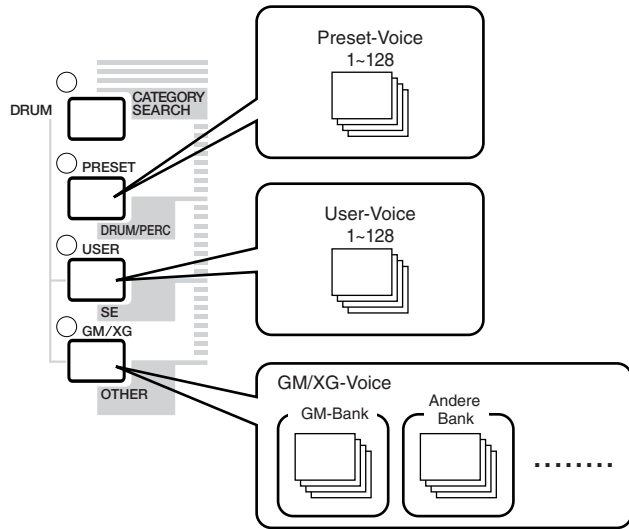 DRUM
CATEGORY
SEARCH
PRESET
DRUM/PERC
USER
SE
GM/XG
OTHER
Preset-Voice
1~128
User-Voice
1~128
GM/XG-Voice
GM-Bank
Andere
Bank
........